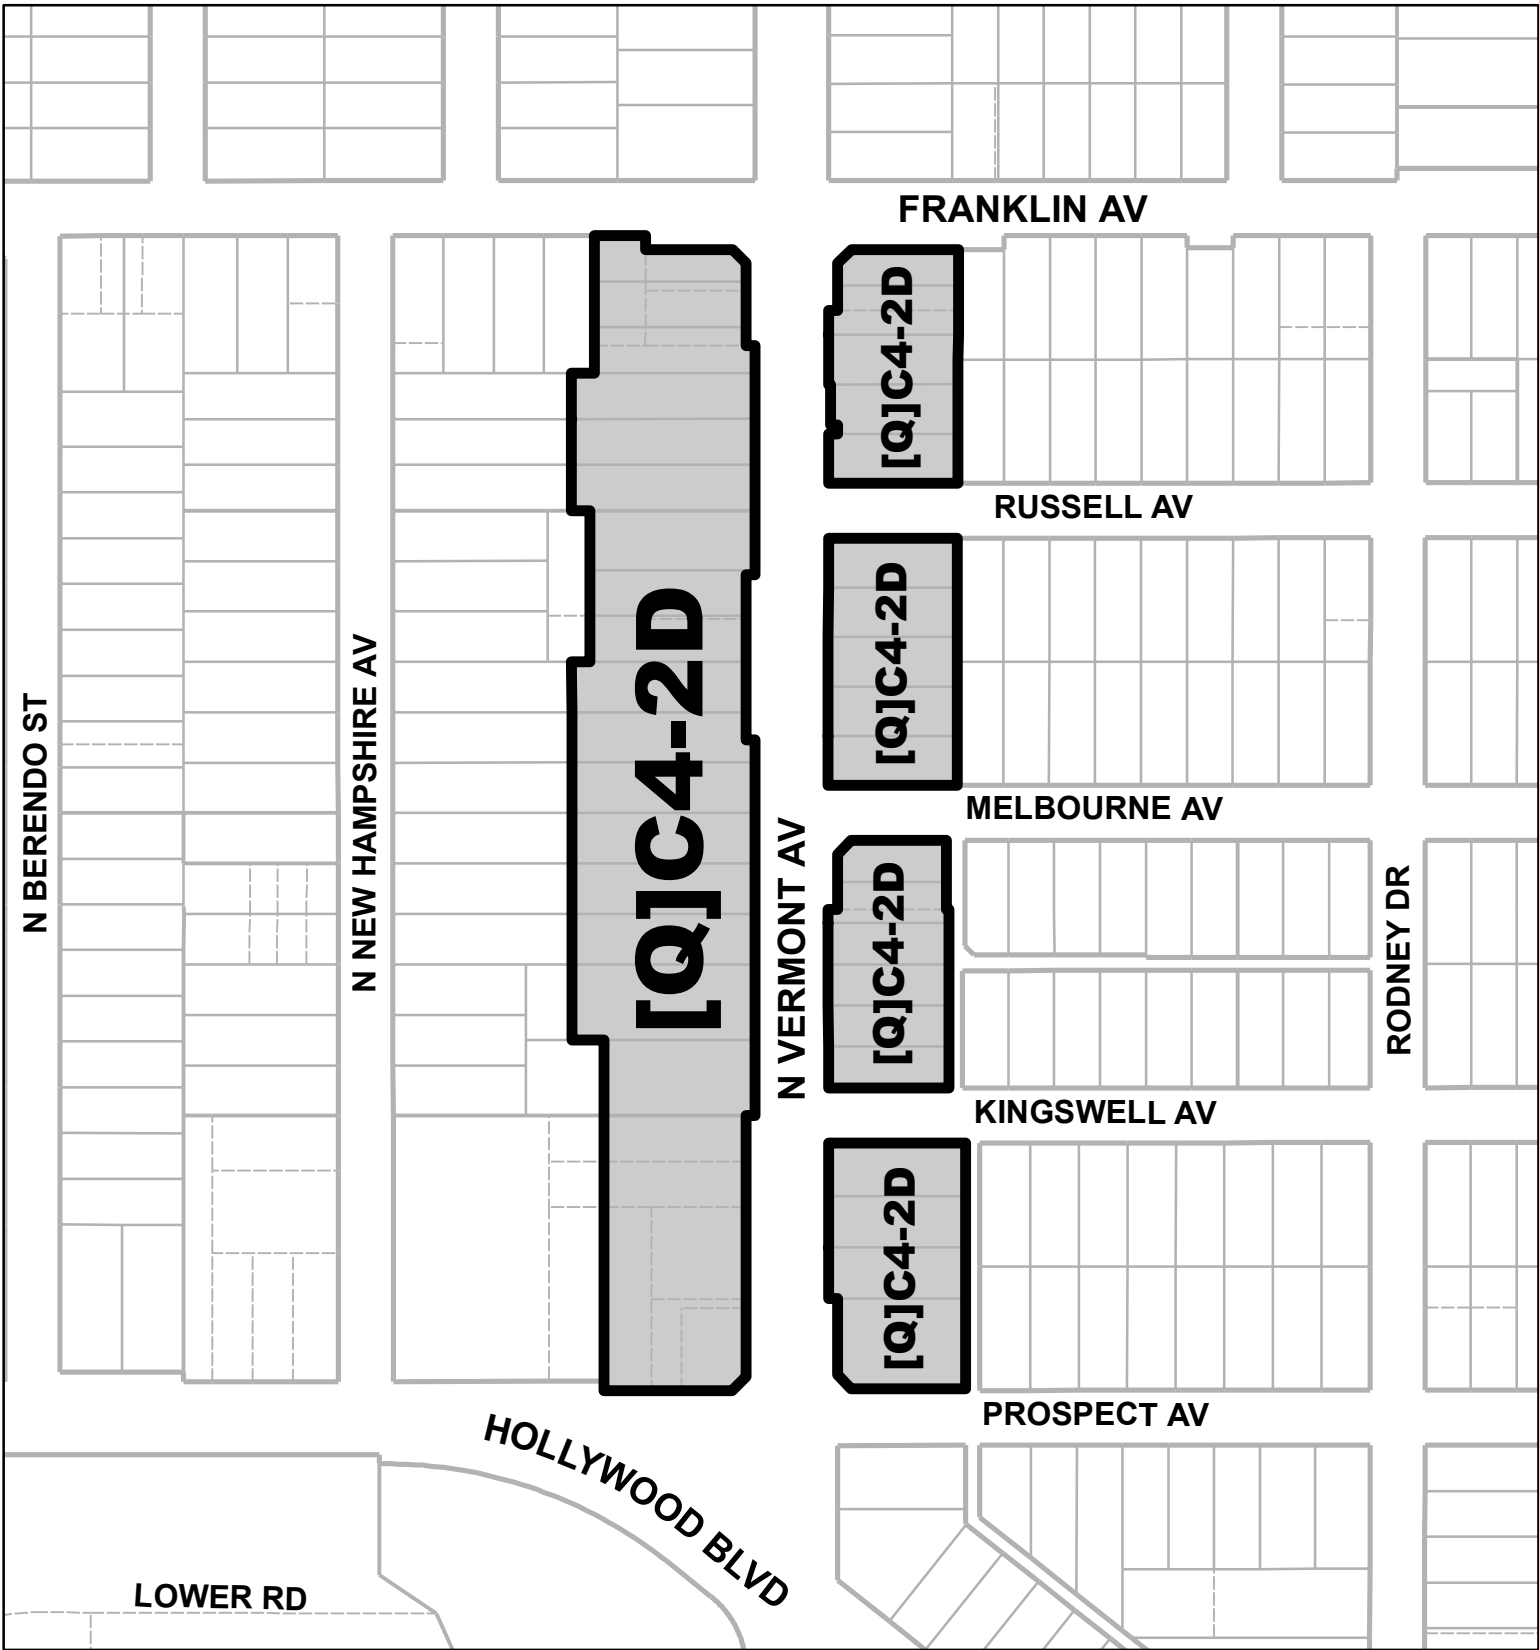 FRANKLIN AV
[Q]C4-2D
RUSSELL AV
[Q]C4-2D
[Q]C4-2D
N BERENDO ST
N NEW HAMPSHIRE AV
MELBOURNE AV
N VERMONT AV
[Q]C4-2D
RODNEY DR
KINGSWELL AV
[Q]C4-2D
PROSPECT AV
HOLLYWOOD BLVD
LOWER RD